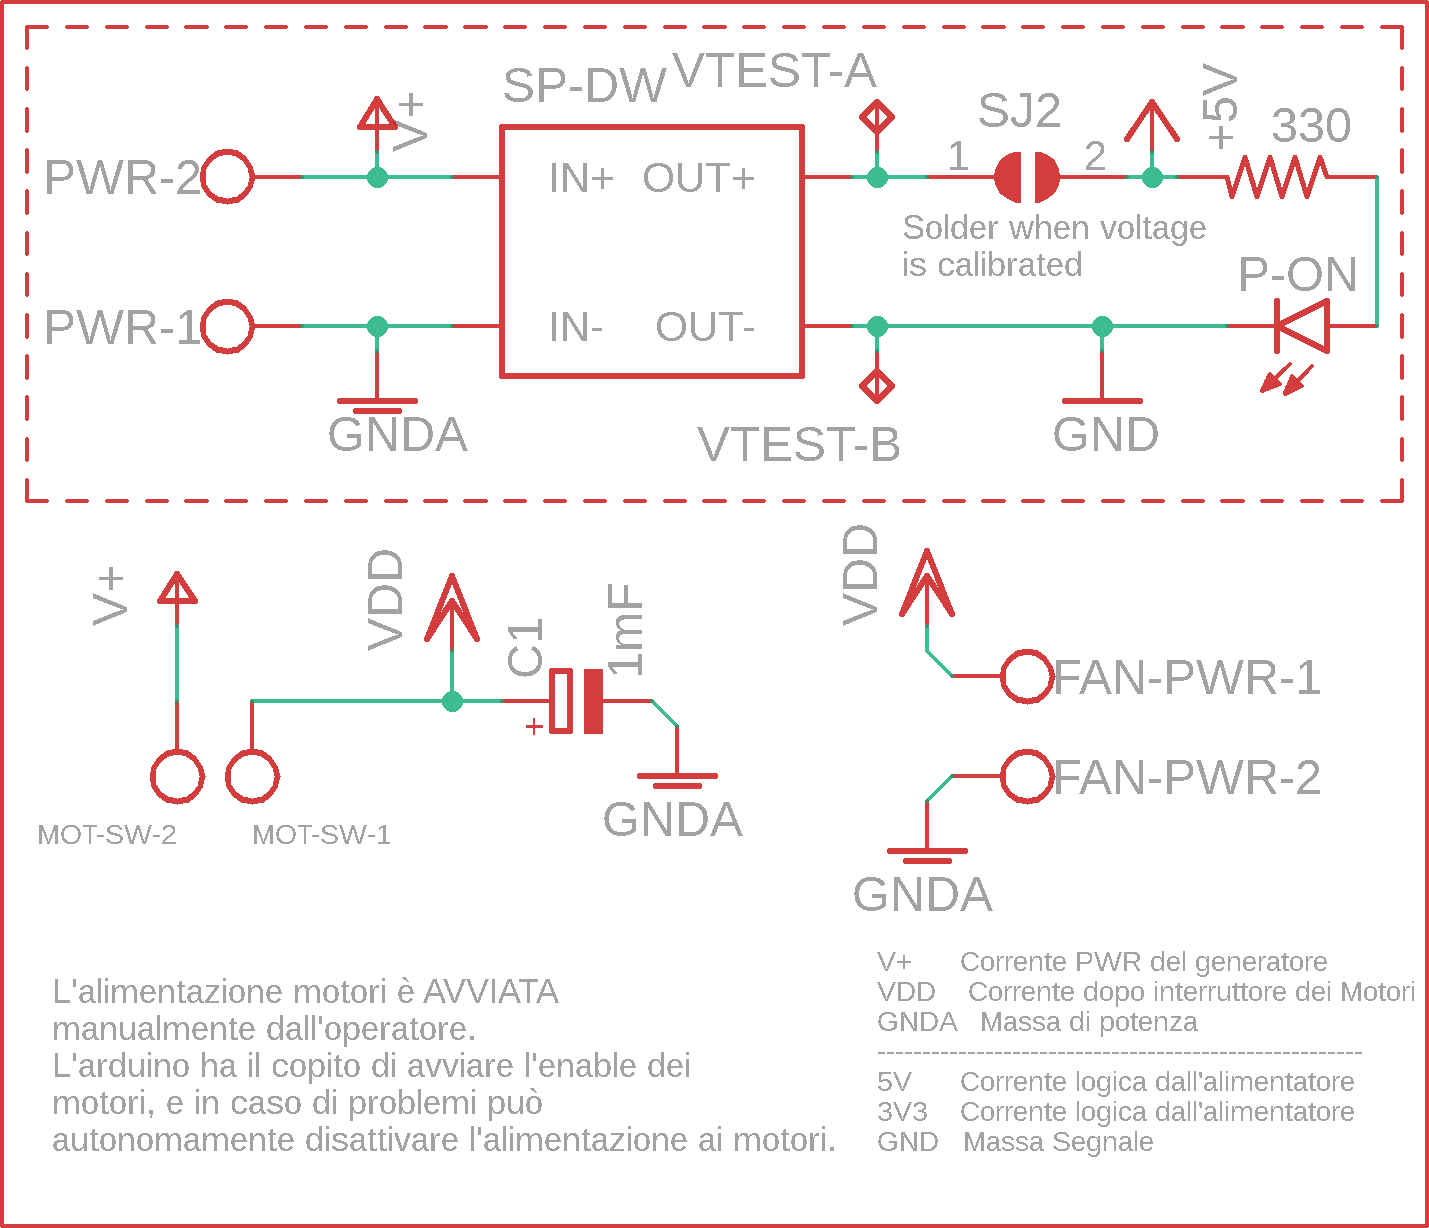 SP-DW
VTEST-A
V+
SJ2
+5V
330
PWR-2
IN+ OUT+
1
2
Solder when voltage
is calibrated
P-ON
PWR-1
IN- OUT-
GNDA
VTEST-B
GND
V+
VDD
C1
1mF
+
VDD
FAN-PWR-1
FAN-PWR-2
MOT-SW-2
MOT-SW-1
GNDA
GNDA
L'alimentazione motori è AVVIATA
manualmente dall'operatore.
L'arduino ha il copito di avviare l'enable dei
motori, e in caso di problemi può
autonomamente disattivare l'alimentazione ai motori.
V+ Corrente PWR del generatore
VDD Corrente dopo interruttore dei Motori
GNDA Massa di potenza
------------------------------------------------------
5V Corrente logica dall'alimentatore
3V3 Corrente logica dall'alimentatore
GND Massa Segnale